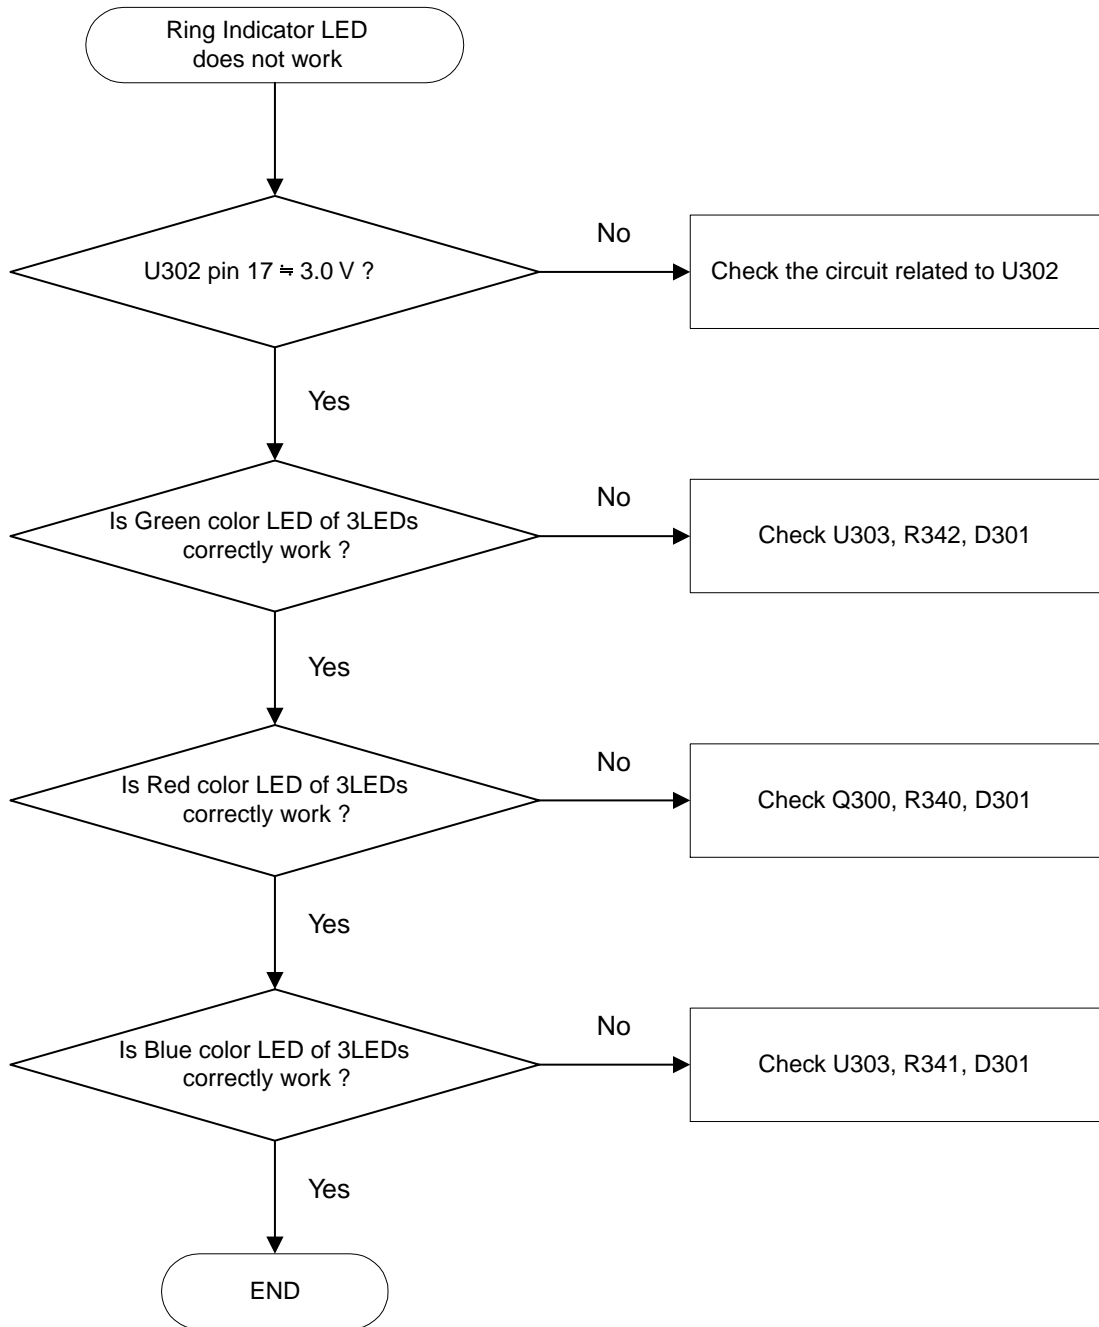 Ring Indicator LED
does not work
U302 pin 17 ≒ 3.0 V ?
No
Check the circuit related to U302
Yes
Is Green color LED of 3LEDs
correctly work ?
No
Check U303, R342, D301
Yes
Is Red color LED of 3LEDs
correctly work ?
No
Check Q300, R340, D301
Yes
Is Blue color LED of 3LEDs
correctly work ?
No
Check U303, R341, D301
Yes
END